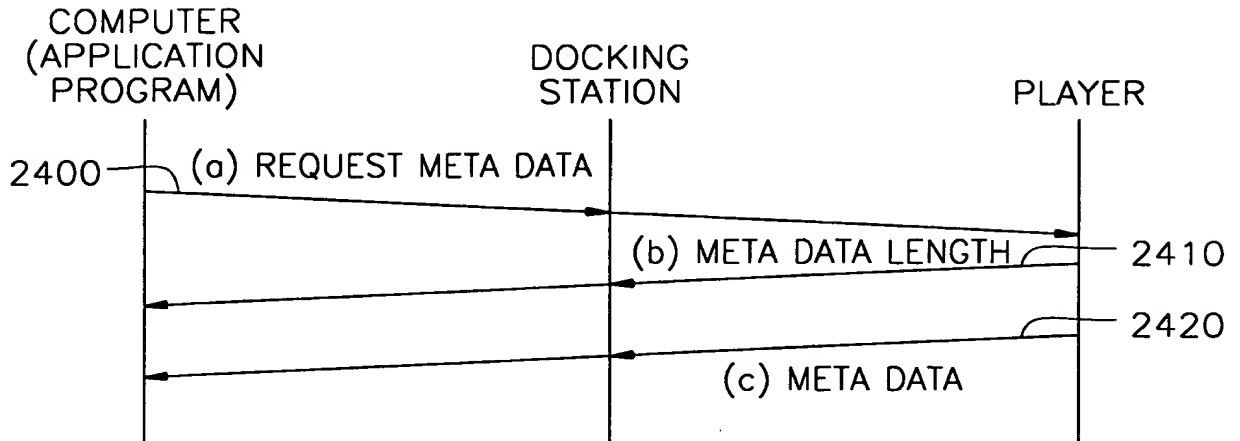 COMPUTER
(APPLICATION
PROGRAM)
DOCKING
STATION
PLAYER
2400
(a) REQUEST META DATA
(b) META DATA LENGTH
2410
2420
(c) META DATA